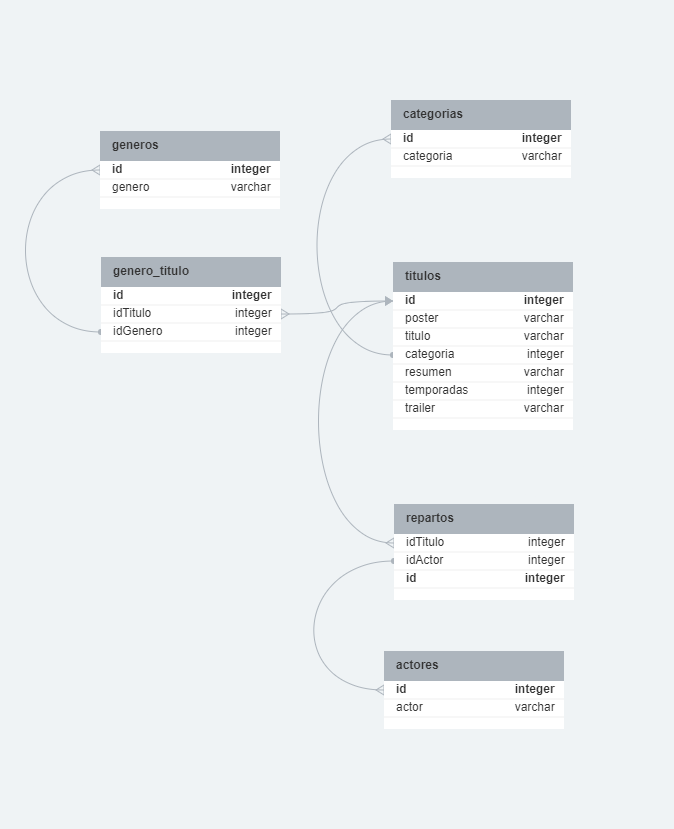 generos
id integer
genero varchar
genero_titulo
id integer
idTitulo integer
idGenero integer
categorias
id integer
categoria varchar
titulos
id integer
poster varchar
titulo varchar
categoria integer
resumen varchar
temporadas integer
trailer varchar
repartos
idTitulo integer
idActor integer
id integer
actores
id integer
actor varchar